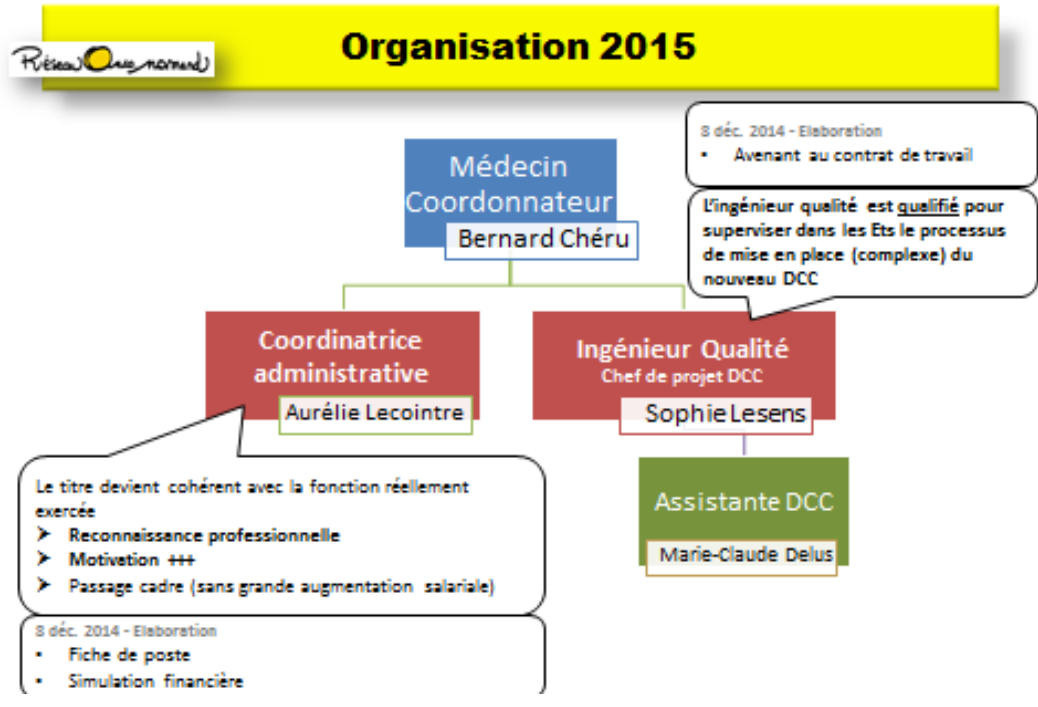 Organisation 2015
Réseau
8 déc. 2014 - Elaboration
▪ Avenant au contrat de travail
Médecin
Coordonnateur
Bernard Chéru
L'ingénieur qualité est qualifié pour
superviser dans les Ets le processus
de mise en place (complexe) du
nouveau DCC
Coordinatrice
administrative
Aurélie Lecointre
Ingénieur Qualité
Chef de projet DCC
Sophie Lesens
Assistante DCC
Marie-Claude Delus
Le titre devient cohérent avec la fonction réellement
exercée
➤ Reconnaissance professionnelle
➤ Motivation +++
➤ Passage cadre (sans grande augmentation salariale)
8 déc. 2014 - Elaboration
▪ Fiche de poste
▪ Simulation financière